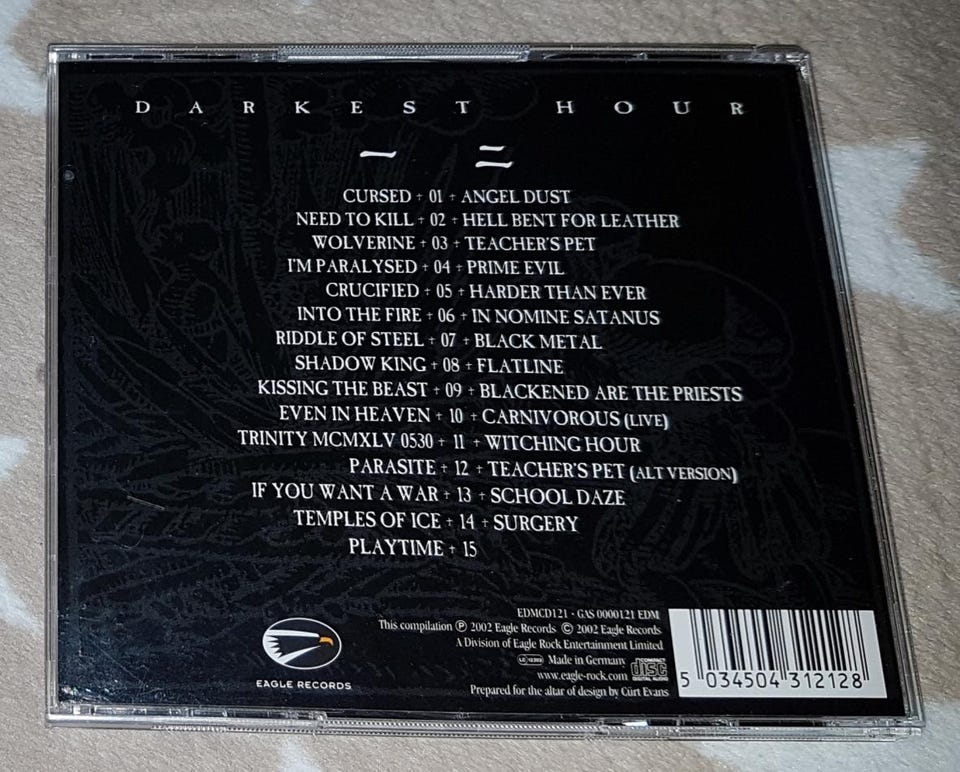 DARKEST HOUR
一 二
CURSED + 01 + ANGEL DUST
NEED TO KILL + 02 + HELL BENT FOR LEATHER
WOLVERINE + 03 + TEACHER'S PET
I'M PARALYSED + 04 + PRIME EVIL
CRUCIFIED + 05 + HARDER THAN EVER
INTO THE FIRE + 06 + IN NOMINE SATANUS
RIDDLE OF STEEL + 07 + BLACK METAL
SHADOW KING + 08 + FLATLINE
KISSING THE BEAST + 09 + BLACKENED ARE THE PRIESTS
EVEN IN HEAVEN + 10 + CARNIVOROUS (LIVE)
TRINITY MCMXLV 0530 + 11 + WITCHING HOUR
PARASITE + 12 + TEACHER'S PET (ALT VERSION)
IF YOU WANT A WAR + 13 + SCHOOL DAZE
TEMPLES OF ICE + 14 + SURGERY
PLAYTIME + 15
EDMCD121 · GAS 0000121 EDM
This compilation ℗ 2002 Eagle Records © 2002 Eagle Records
A Division of Eagle Rock Entertainment Limited
Made in Germany
www.eagle-rock.com
Prepared for the altar of design by Cürt Evans
COMPACT
disc
DIGITAL AUDIO
EAGLE RECORDS
5 034504 312128